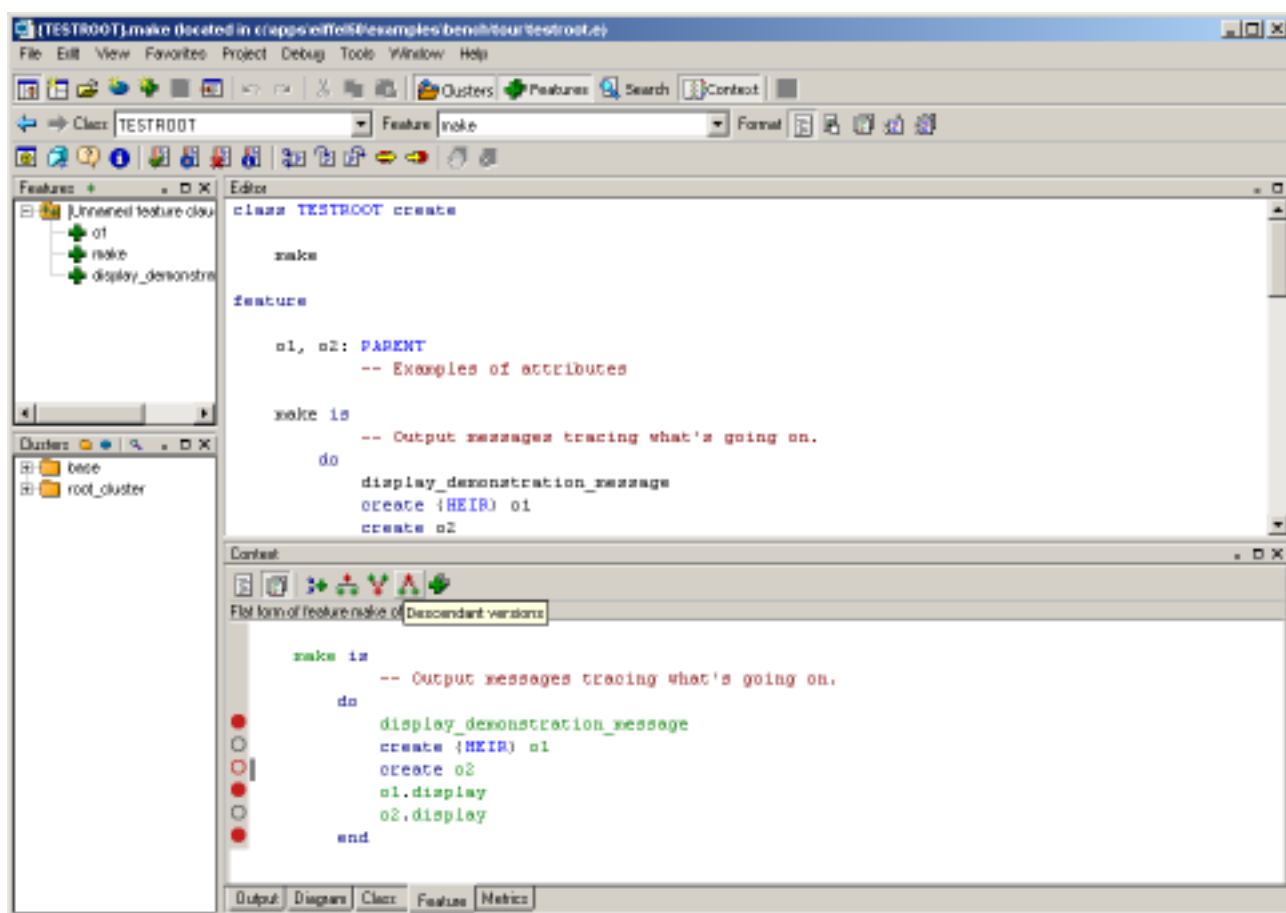 {TESTROOT}.make (located in c:\apps\eiffel50\examples\bench\tour\testroot.e)
File Edit View Favorites Project Debug Tools Window Help
Clusters Features Search Context
Class TESTROOT Feature make Format
Features
[Unnamed feature clau
o1
make
display_demonstra
Clusters
base
root_cluster
Editor
class TESTROOT create
make
feature
o1, o2: PARENT
-- Examples of attributes
make is
-- Output messages tracing what's going on.
do
display_demonstration_message
create {HEIR} o1
create o2
Context
Flat form of feature make of
Descendant versions
make is
-- Output messages tracing what's going on.
do
display_demonstration_message
create {HEIR} o1
create o2
o1.display
o2.display
end
Output Diagram Class Feature Metrics